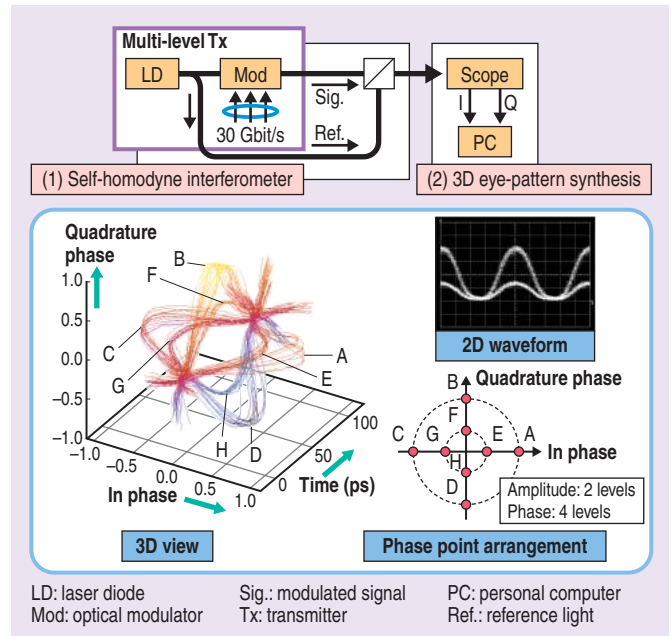 Multi-level Tx
LD
Mod
Scope
Sig.
I
Q
30 Gbit/s
Ref.
PC
(1) Self-homodyne interferometer
(2) 3D eye-pattern synthesis
Quadrature
phase
B
1.0
F
0.5
C
0.0
A
G
E
−0.5
−1.0
−1.0
H
D
100
−0.5
50
0.0
In phase
0.5
0
Time (ps)
1.0
3D view
2D waveform
B
Quadrature phase
F
C
G
E
A
In phase
H
D
Amplitude: 2 levels
Phase: 4 levels
Phase point arrangement
LD: laser diode
Sig.: modulated signal
PC: personal computer
Mod: optical modulator
Tx: transmitter
Ref.: reference light